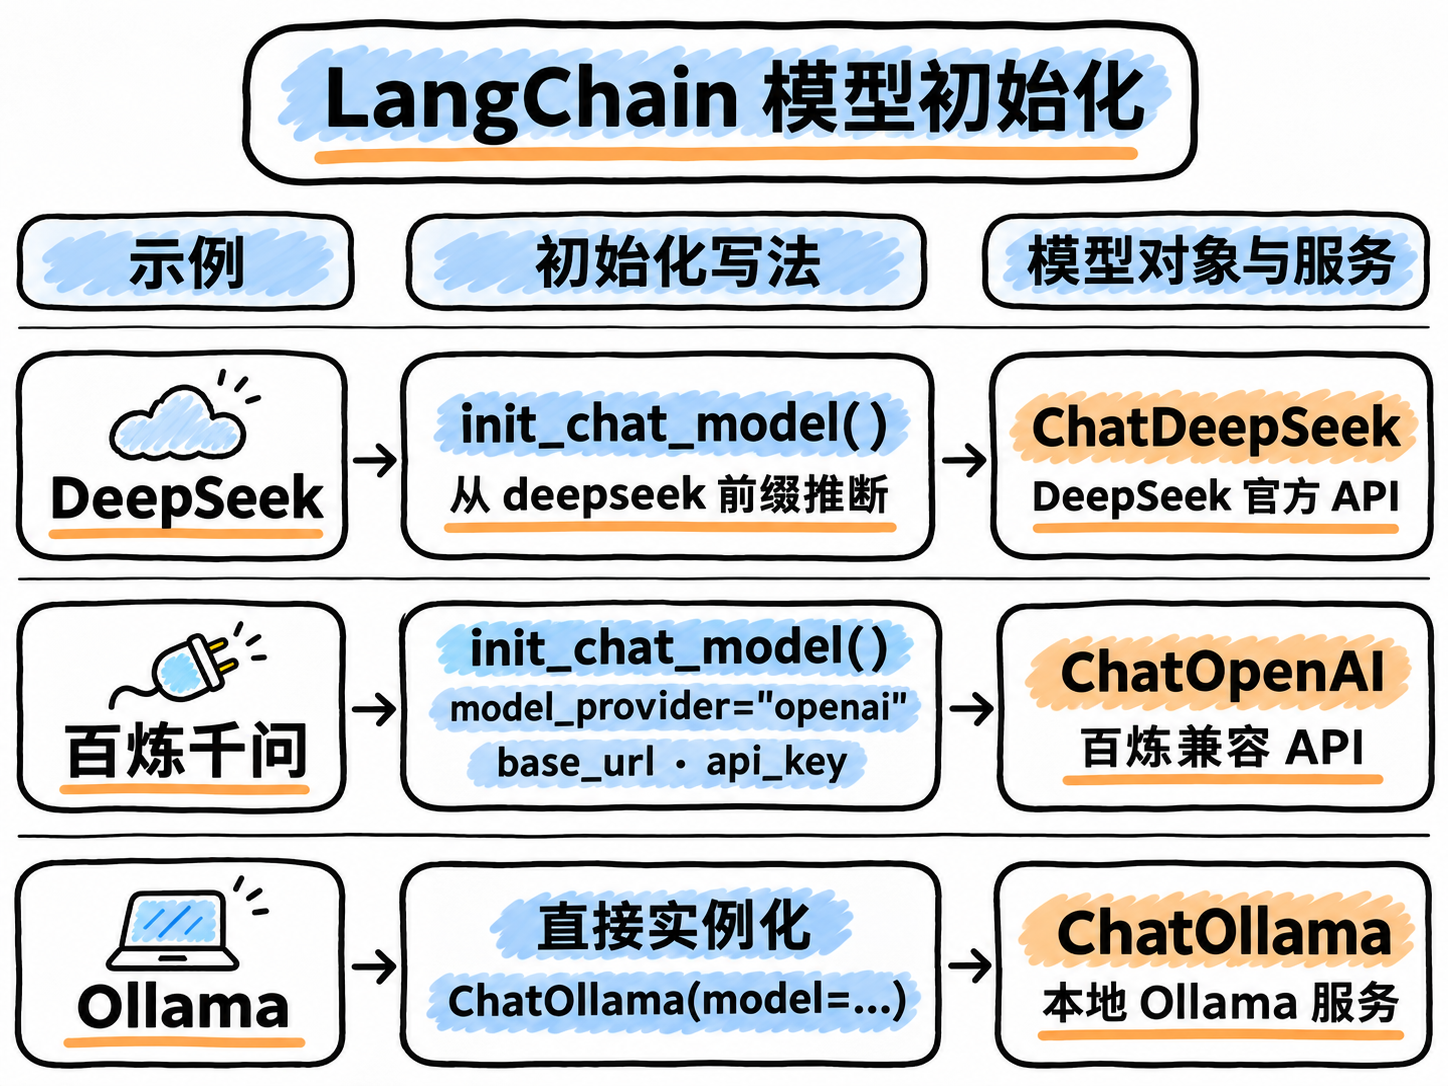 LangChain 模型初始化
示例
初始化写法
模型对象与服务
DeepSeek
init_chat_model()
从 deepseek 前缀推断
ChatDeepSeek
DeepSeek 官方 API
百炼千问
init_chat_model()
model_provider="openai"
base_url · api_key
ChatOpenAI
百炼兼容 API
Ollama
直接实例化
ChatOllama(model=...)
ChatOllama
本地 Ollama 服务